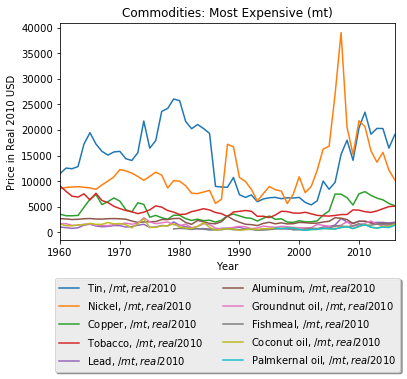 Commodities: Most Expensive (mt)
40000
35000
30000
25000
20000
15000
10000
5000
0
Price in Real 2010 USD
1960 1970 1980 1990 2000 2010
Year
Tin, /mt, real2010
Nickel, /mt, real2010
Copper, /mt, real2010
Tobacco, /mt, real2010
Lead, /mt, real2010
Aluminum, /mt, real2010
Groundnut oil, /mt, real2010
Fishmeal, /mt, real2010
Coconut oil, /mt, real2010
Palmkernal oil, /mt, real2010